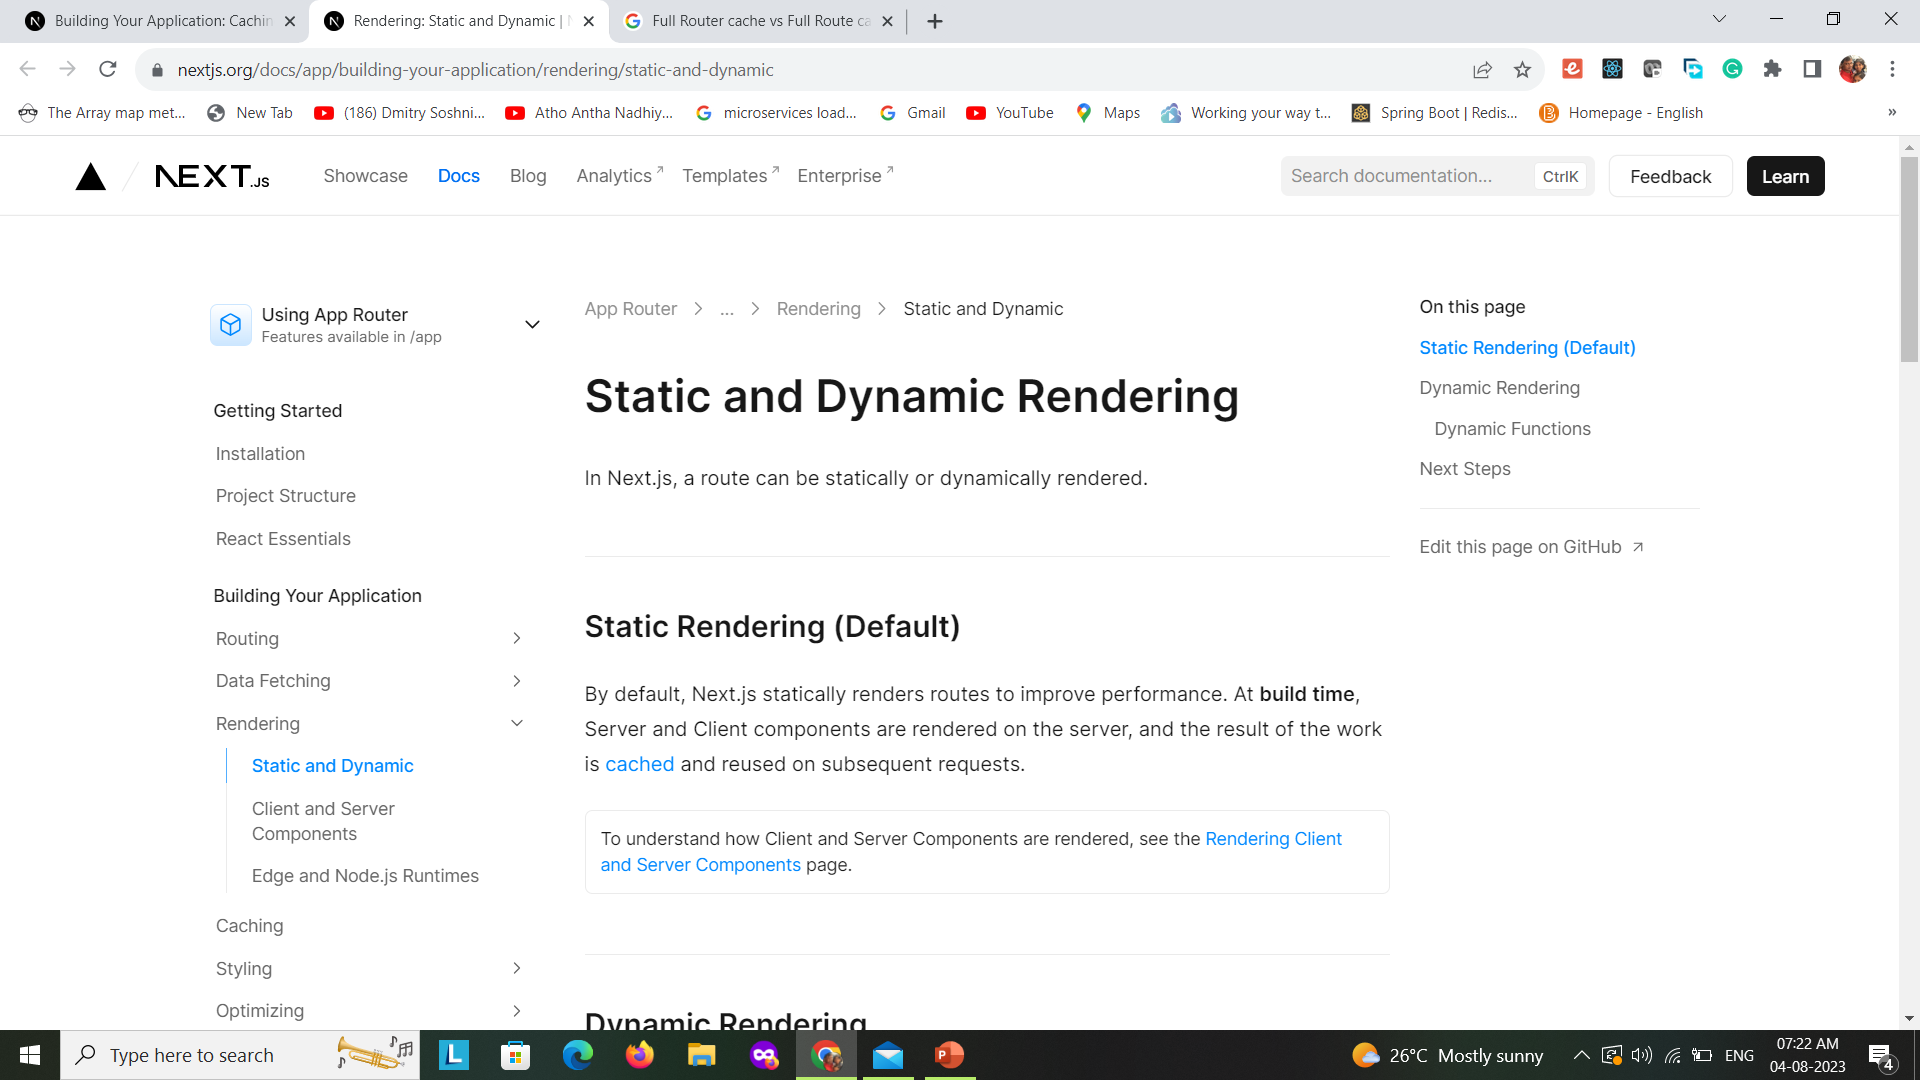 Building Your Application: Cachin
Rendering: Static and Dynamic |
Full Router cache vs Full Route ca
nextjs.org/docs/app/building-your-application/rendering/static-and-dynamic
The Array map met...
New Tab
(186) Dmitry Soshni...
Atho Antha Nadhiy...
microservices load...
Gmail
YouTube
Maps
Working your way t...
Spring Boot | Redis...
Homepage - English
»
NEXT.JS
Showcase
Docs
Blog
Analytics
Templates
Enterprise
Search documentation...
CtrlK
Feedback
Learn
Using App Router
Features available in /app
Getting Started
Installation
Project Structure
React Essentials
Building Your Application
Routing
Data Fetching
Rendering
Static and Dynamic
Client and Server
Components
Edge and Node.js Runtimes
Caching
Styling
Optimizing
App Router > ... > Rendering > Static and Dynamic
Static and Dynamic Rendering
In Next.js, a route can be statically or dynamically rendered.
Static Rendering (Default)
By default, Next.js statically renders routes to improve performance. At build time,
Server and Client components are rendered on the server, and the result of the work
is cached and reused on subsequent requests.
To understand how Client and Server Components are rendered, see the Rendering Client
and Server Components page.
Dynamic Rendering
On this page
Static Rendering (Default)
Dynamic Rendering
Dynamic Functions
Next Steps
Edit this page on GitHub
Type here to search
26°C Mostly sunny
ENG
07:22 AM
04-08-2023
4